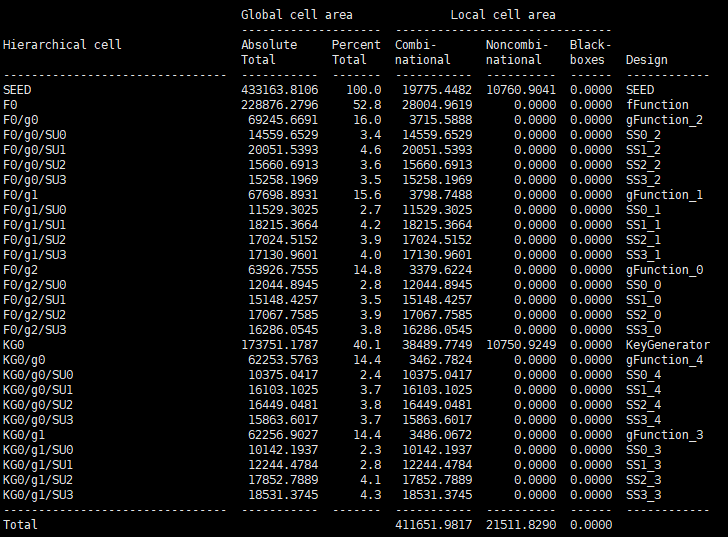 Global cell area Local cell area
------------------- -------------------------------
Hierarchical cell Absolute Percent Combi- Noncombi- Black-
Total Total national national boxes Design
-------------------------------- ----------- ------- ----------- ---------- ------ ------------
SEED 433163.8106 100.0 19775.4482 10760.9041 0.0000 SEED
F0 228876.2796 52.8 28004.9619 0.0000 0.0000 fFunction
F0/g0 69245.6691 16.0 3715.5888 0.0000 0.0000 gFunction_2
F0/g0/SU0 14559.6529 3.4 14559.6529 0.0000 0.0000 SS0_2
F0/g0/SU1 20051.5393 4.6 20051.5393 0.0000 0.0000 SS1_2
F0/g0/SU2 15660.6913 3.6 15660.6913 0.0000 0.0000 SS2_2
F0/g0/SU3 15258.1969 3.5 15258.1969 0.0000 0.0000 SS3_2
F0/g1 67698.8931 15.6 3798.7488 0.0000 0.0000 gFunction_1
F0/g1/SU0 11529.3025 2.7 11529.3025 0.0000 0.0000 SS0_1
F0/g1/SU1 18215.3664 4.2 18215.3664 0.0000 0.0000 SS1_1
F0/g1/SU2 17024.5152 3.9 17024.5152 0.0000 0.0000 SS2_1
F0/g1/SU3 17130.9601 4.0 17130.9601 0.0000 0.0000 SS3_1
F0/g2 63926.7555 14.8 3379.6224 0.0000 0.0000 gFunction_0
F0/g2/SU0 12044.8945 2.8 12044.8945 0.0000 0.0000 SS0_0
F0/g2/SU1 15148.4257 3.5 15148.4257 0.0000 0.0000 SS1_0
F0/g2/SU2 17067.7585 3.9 17067.7585 0.0000 0.0000 SS2_0
F0/g2/SU3 16286.0545 3.8 16286.0545 0.0000 0.0000 SS3_0
KG0 173751.1787 40.1 38489.7749 10750.9249 0.0000 KeyGenerator
KG0/g0 62253.5763 14.4 3462.7824 0.0000 0.0000 gFunction_4
KG0/g0/SU0 10375.0417 2.4 10375.0417 0.0000 0.0000 SS0_4
KG0/g0/SU1 16103.1025 3.7 16103.1025 0.0000 0.0000 SS1_4
KG0/g0/SU2 16449.0481 3.8 16449.0481 0.0000 0.0000 SS2_4
KG0/g0/SU3 15863.6017 3.7 15863.6017 0.0000 0.0000 SS3_4
KG0/g1 62256.9027 14.4 3486.0672 0.0000 0.0000 gFunction_3
KG0/g1/SU0 10142.1937 2.3 10142.1937 0.0000 0.0000 SS0_3
KG0/g1/SU1 12244.4784 2.8 12244.4784 0.0000 0.0000 SS1_3
KG0/g1/SU2 17852.7889 4.1 17852.7889 0.0000 0.0000 SS2_3
KG0/g1/SU3 18531.3745 4.3 18531.3745 0.0000 0.0000 SS3_3
-------------------------------- ----------- ------- ----------- ---------- ------ ------------
Total 411651.9817 21511.8290 0.0000